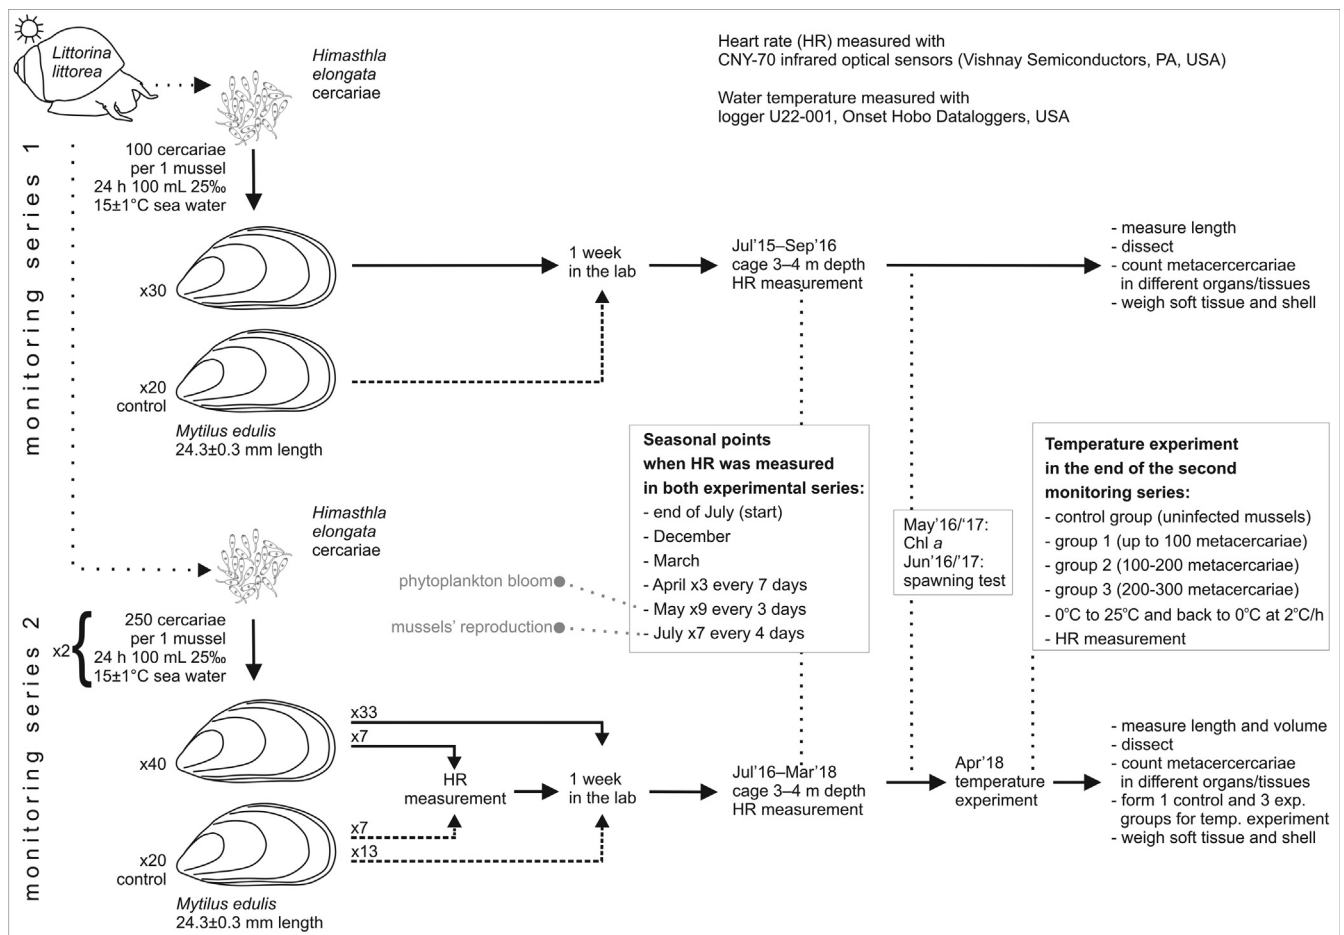 Littorina
littorea
Himasthla
elongata
cercariae
Heart rate (HR) measured with
CNY-70 infrared optical sensors (Vishnay Semiconductors, PA, USA)
Water temperature measured with
logger U22-001, Onset Hobo Dataloggers, USA
monitoring series 1
100 cercariae
per 1 mussel
24 h 100 mL 25‰
15±1°C sea water
x30
x20
control
Mytilus edulis
24.3±0.3 mm length
1 week
in the lab
Jul'15–Sep'16
cage 3–4 m depth
HR measurement
- measure length
- dissect
- count metacercercariae
in different organs/tissues
- weigh soft tissue and shell
Seasonal points
when HR was measured
in both experimental series:
- end of July (start)
- December
- March
- April x3 every 7 days
- May x9 every 3 days
- July x7 every 4 days
phytoplankton bloom
mussels' reproduction
May'16/'17:
Chl a
Jun'16/'17:
spawning test
Temperature experiment
in the end of the second
monitoring series:
- control group (uninfected mussels)
- group 1 (up to 100 metacercariae)
- group 2 (100-200 metacercariae)
- group 3 (200-300 metacercariae)
- 0°C to 25°C and back to 0°C at 2°C/h
- HR measurement
monitoring series 2
Himasthla
elongata
cercariae
x2
250 cercariae
per 1 mussel
24 h 100 mL 25‰
15±1°C sea water
x40
x33
x7
HR
measurement
x7
x13
x20
control
Mytilus edulis
24.3±0.3 mm length
1 week
in the lab
Jul'16–Mar'18
cage 3–4 m depth
HR measurement
Apr'18
temperature
experiment
- measure length and volume
- dissect
- count metacercercariae
in different organs/tissues
- form 1 control and 3 exp.
groups for temp. experiment
- weigh soft tissue and shell